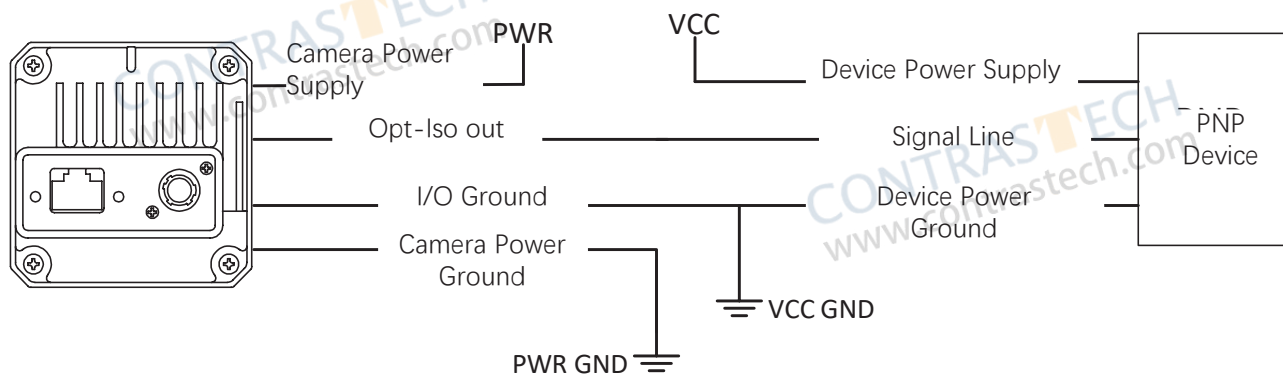 CONTRASTECH
www.contrastech.com
PWR
VCC
Camera Power
Supply
Device Power Supply
Opt-Iso out
Signal Line
CONTRASTECH
www.contrastech.com
PNP
Device
I/O Ground
Device Power
Ground
Camera Power
Ground
VCC GND
PWR GND